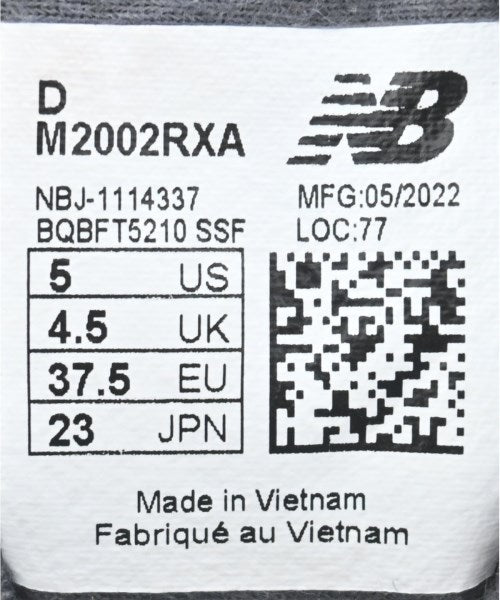 D
M2002RXA
NB
NBJ-1114337
BQBFT5210 SSF
MFG:05/2022
LOC:77
5 US
4.5 UK
37.5 EU
23 JPN
Made in Vietnam
Fabriqué au Vietnam